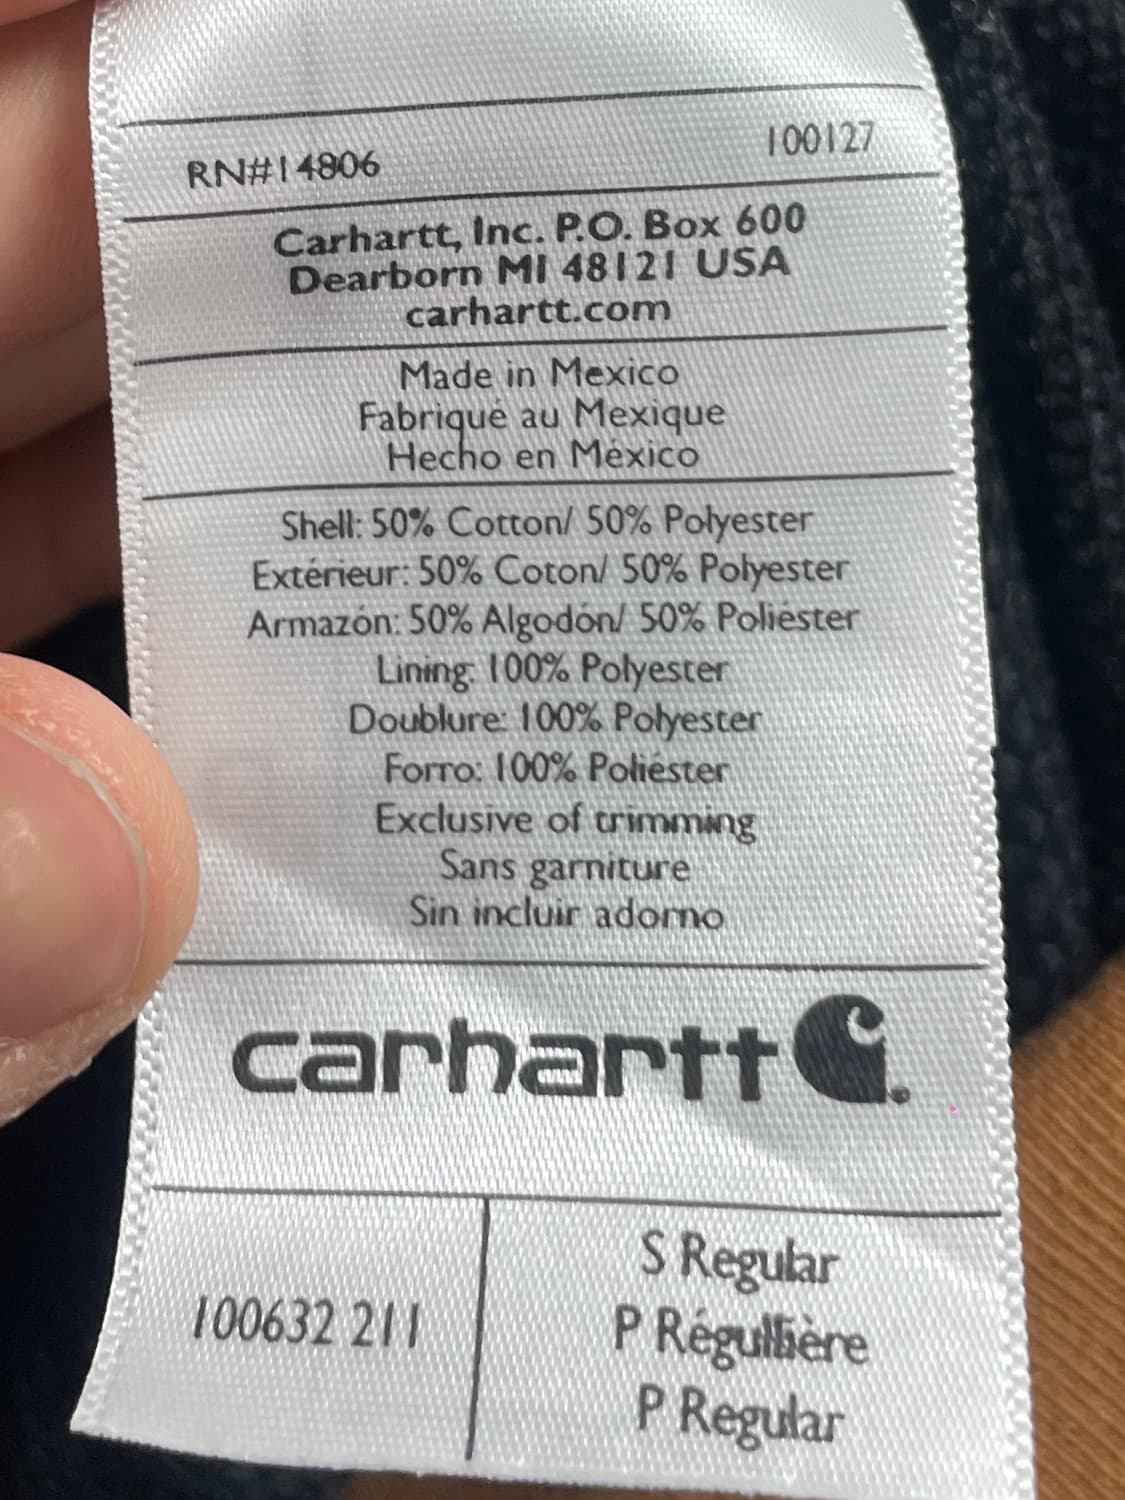 RN#14806 100127
Carhartt, Inc. P.O. Box 600
Dearborn MI 48121 USA
carhartt.com
Made in Mexico
Fabriqué au Mexique
Hecho en México
Shell: 50% Cotton/ 50% Polyester
Extérieur: 50% Coton/ 50% Polyester
Armazón: 50% Algodón/ 50% Poliéster
Lining: 100% Polyester
Doublure: 100% Polyester
Forro: 100% Poliéster
Exclusive of trimming
Sans garniture
Sin incluir adorno
carhartt
100632 211
S Regular
P Régullière
P Regular